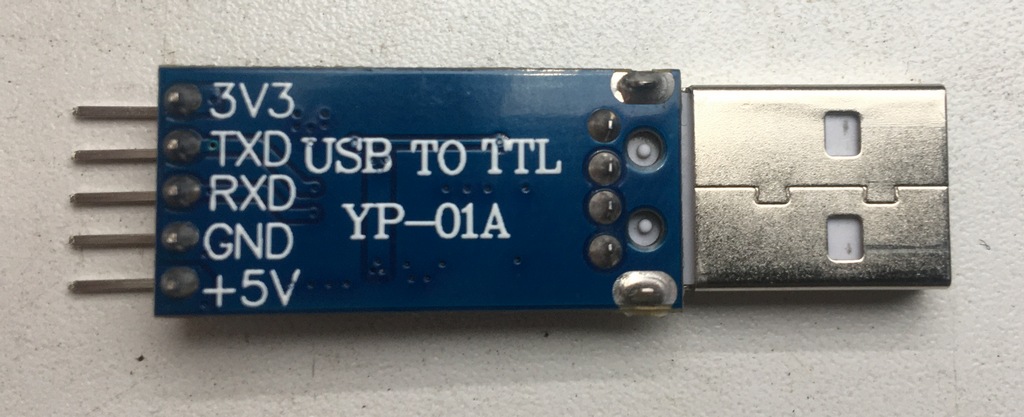 3V3
TXD
RXD
GND
+5V
USB TO TTL
YP-01A